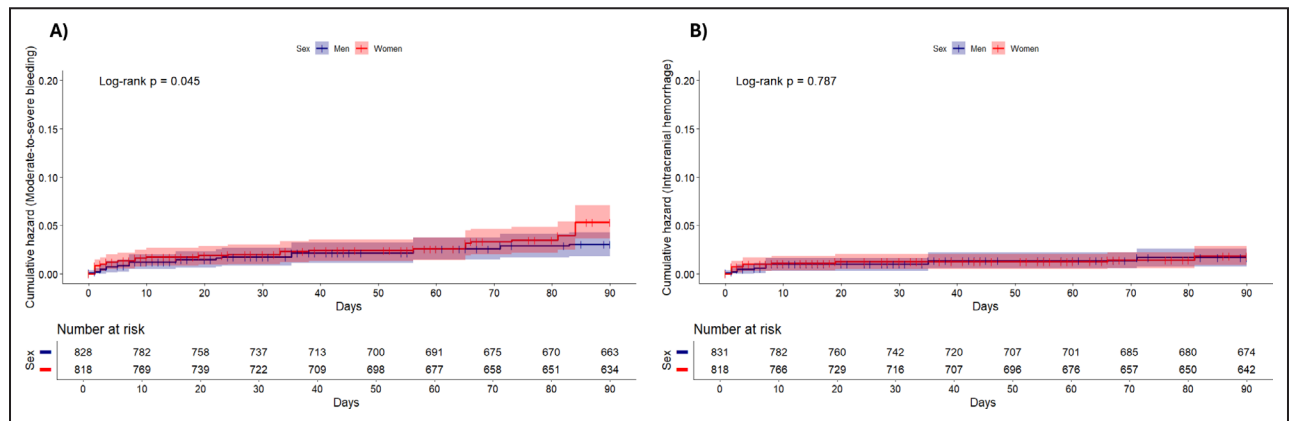 A)
Sex Men Women
Log-rank p = 0.045
Cumulative hazard (Moderate-to-severe bleeding)
0.20
0.15
0.10
0.05
0.00
0 10 20 30 40 50 60 70 80 90
Days
Number at risk
Sex
828 782 758 737 713 700 691 675 670 663
818 769 739 722 709 698 677 658 651 634
0 10 20 30 40 50 60 70 80 90
Days
B)
Sex Men Women
Log-rank p = 0.787
Cumulative hazard (Intracranial hemorrhage)
0.20
0.15
0.10
0.05
0.00
0 10 20 30 40 50 60 70 80 90
Days
Number at risk
Sex
831 782 760 742 720 707 701 685 680 674
818 766 729 716 707 696 676 657 650 642
0 10 20 30 40 50 60 70 80 90
Days